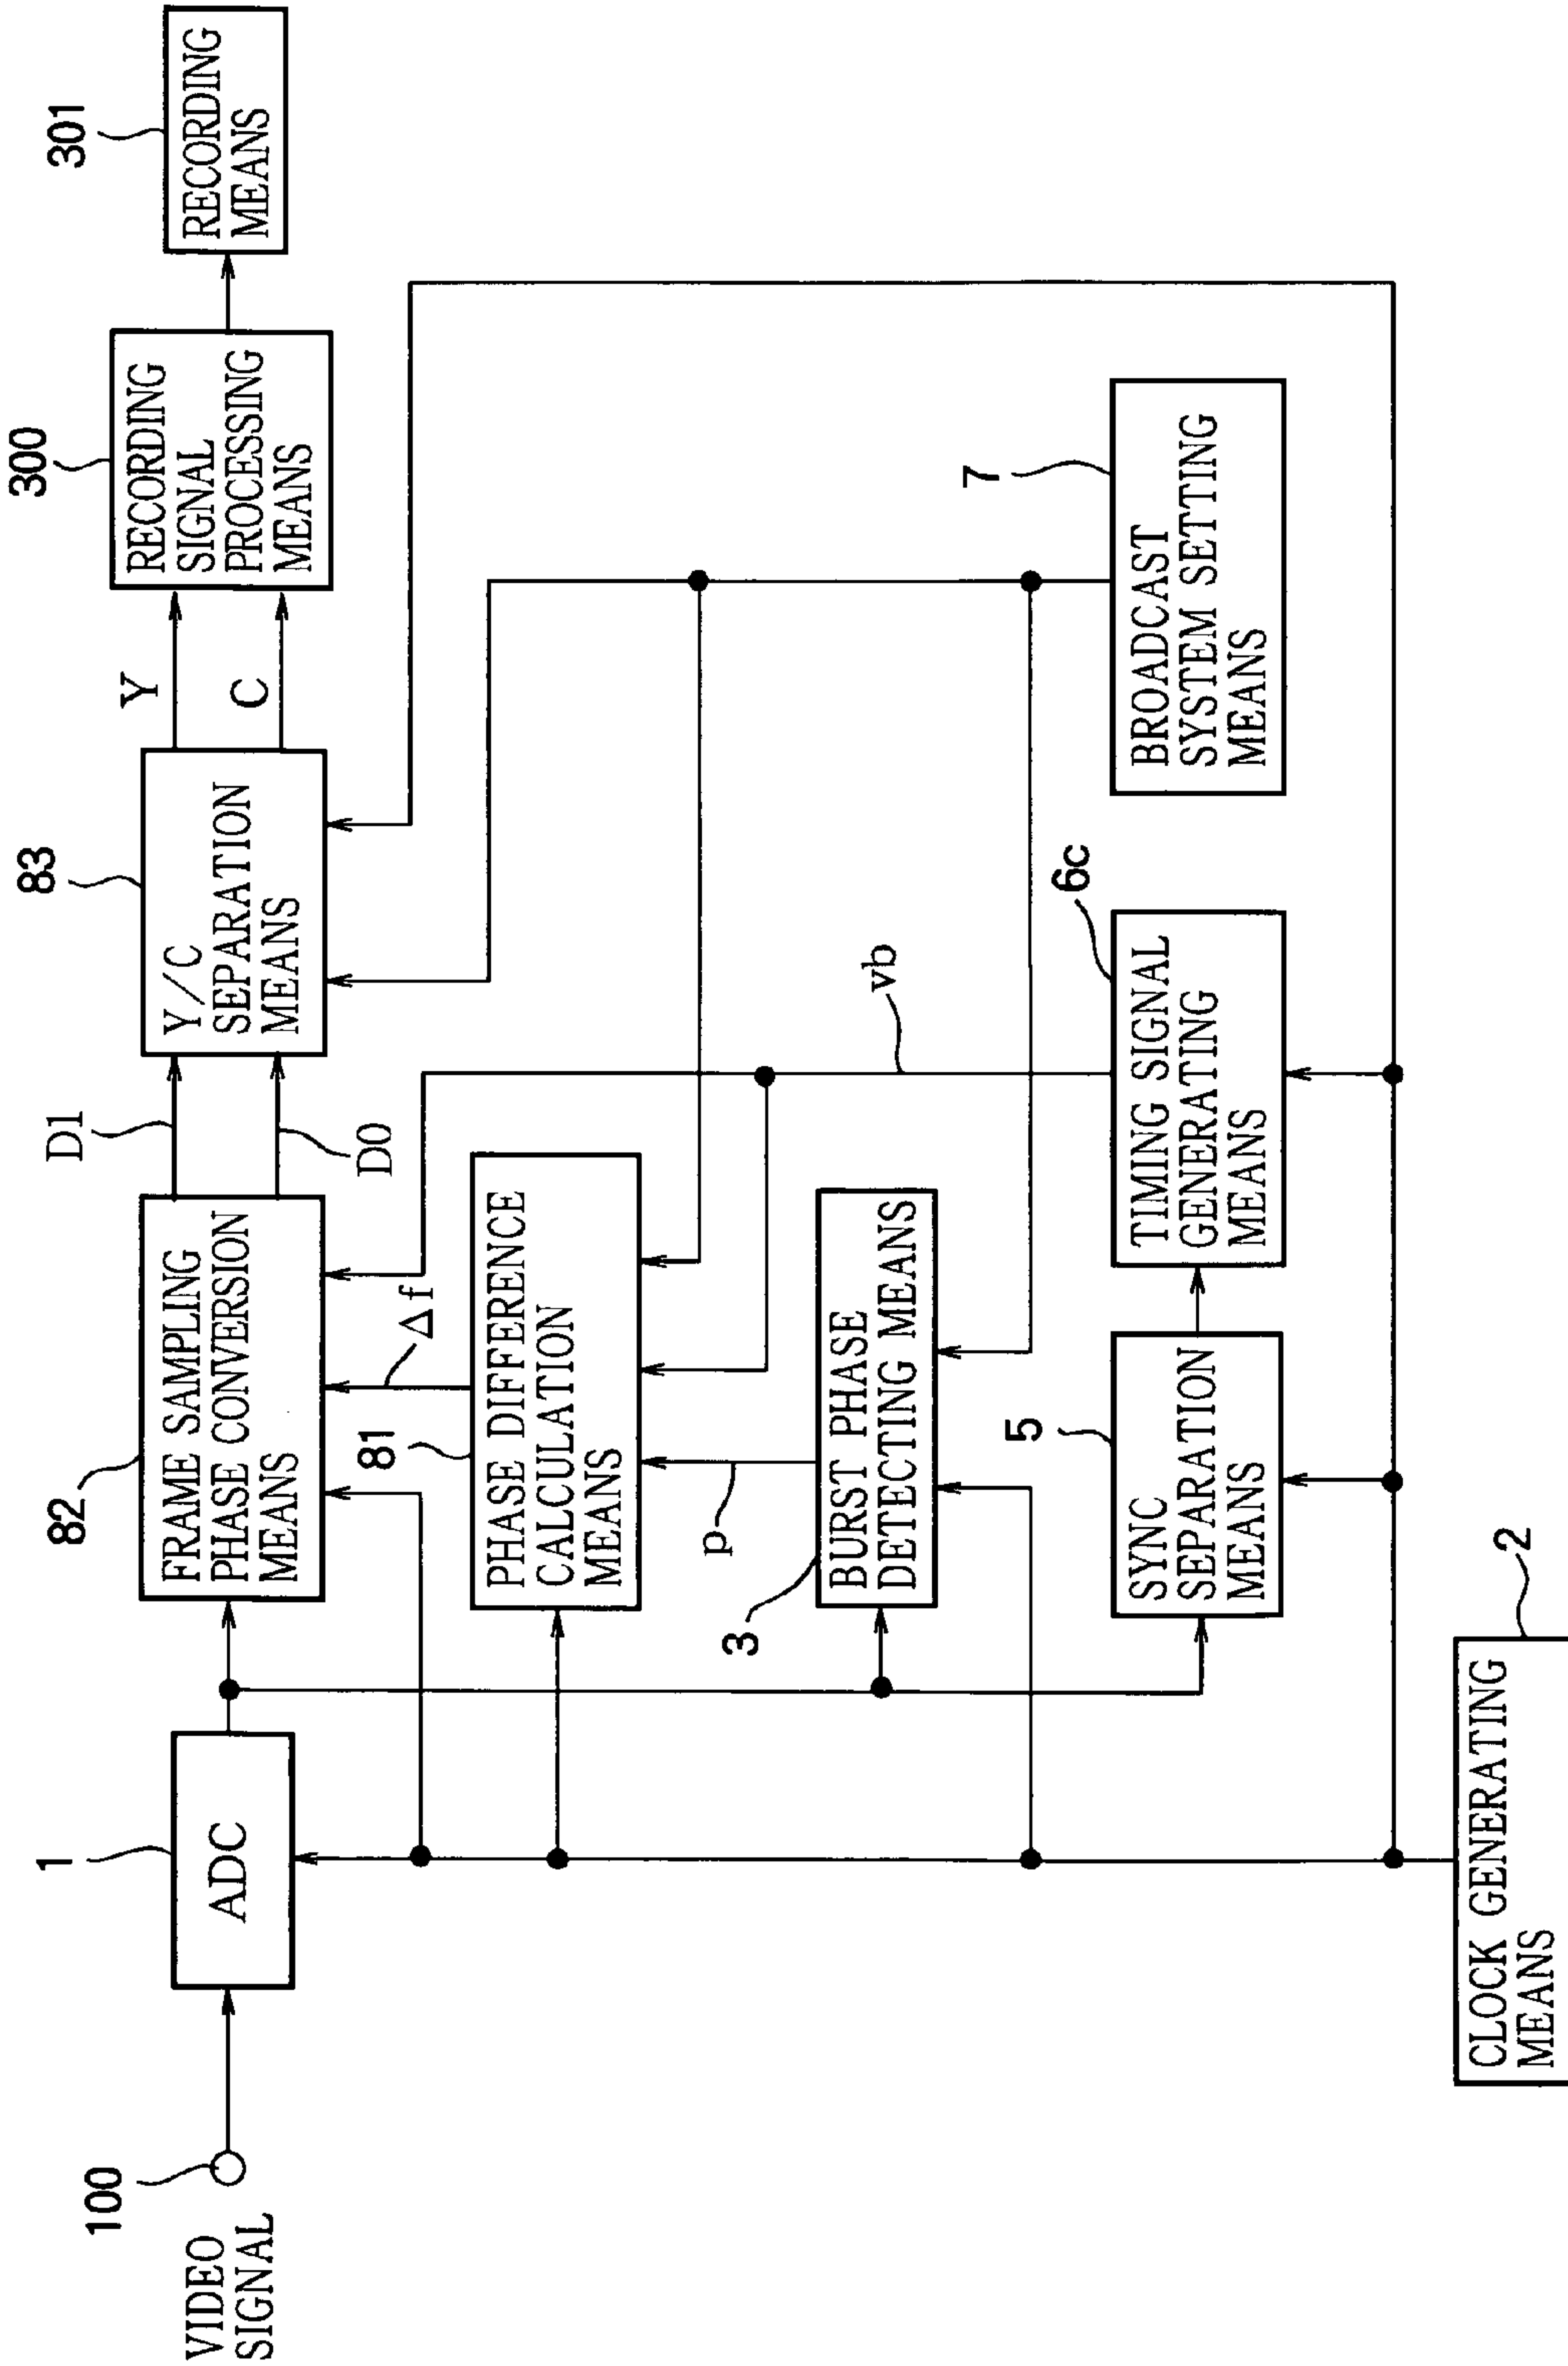 100
VIDEO
SIGNAL
1
ADC
82
FRAME SAMPLING
PHASE CONVERSION
MEANS
D1
D0
83
Y/C
SEPARATION
MEANS
Y
C
300
RECORDING
SIGNAL
PROCESSING
MEANS
301
RECORDING
MEANS
81
Δf
PHASE DIFFERENCE
CALCULATION
MEANS
p
3
BURST PHASE
DETECTING MEANS
vb
5
SYNC
SEPARATION
MEANS
6c
TIMING SIGNAL
GENERATING
MEANS
7
BROADCAST
SYSTEM SETTING
MEANS
2
CLOCK GENERATING
MEANS